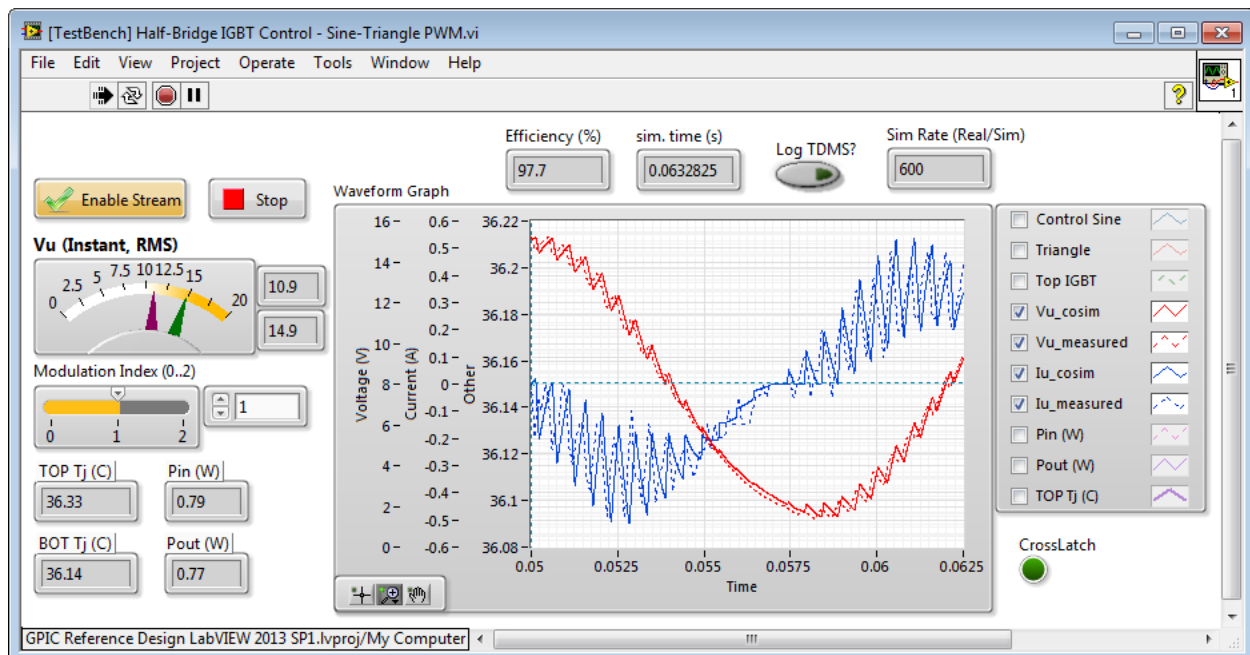 [TestBench] Half-Bridge IGBT Control - Sine-Triangle PWM.vi
File Edit View Project Operate Tools Window Help
1
Efficiency (%) sim. time (s) Log TDMS? Sim Rate (Real/Sim)
97.7 0.0632825 600
Enable Stream Stop
Waveform Graph
Vu (Instant, RMS)
0 2.5 5 7.5 10 12.5 15 20
10.9
14.9
Modulation Index (0..2)
0 1 2
1
TOP Tj (C) Pin (W)
36.33 0.79
BOT Tj (C) Pout (W)
36.14 0.77
Voltage (V)
16
14
12
10
8
6
4
2
0
Current (A)
0.6
0.5
0.4
0.3
0.2
0.1
0
-0.1
-0.2
-0.3
-0.4
-0.5
-0.6
Other
36.22
36.2
36.18
36.16
36.14
36.12
36.1
36.08
0.05 0.0525 0.055 0.0575 0.06 0.0625
Time
Control Sine
Triangle
Top IGBT
Vu_cosim
Vu_measured
Iu_cosim
Iu_measured
Pin (W)
Pout (W)
TOP Tj (C)
CrossLatch
GPIC Reference Design LabVIEW 2013 SP1.lvproj/My Computer